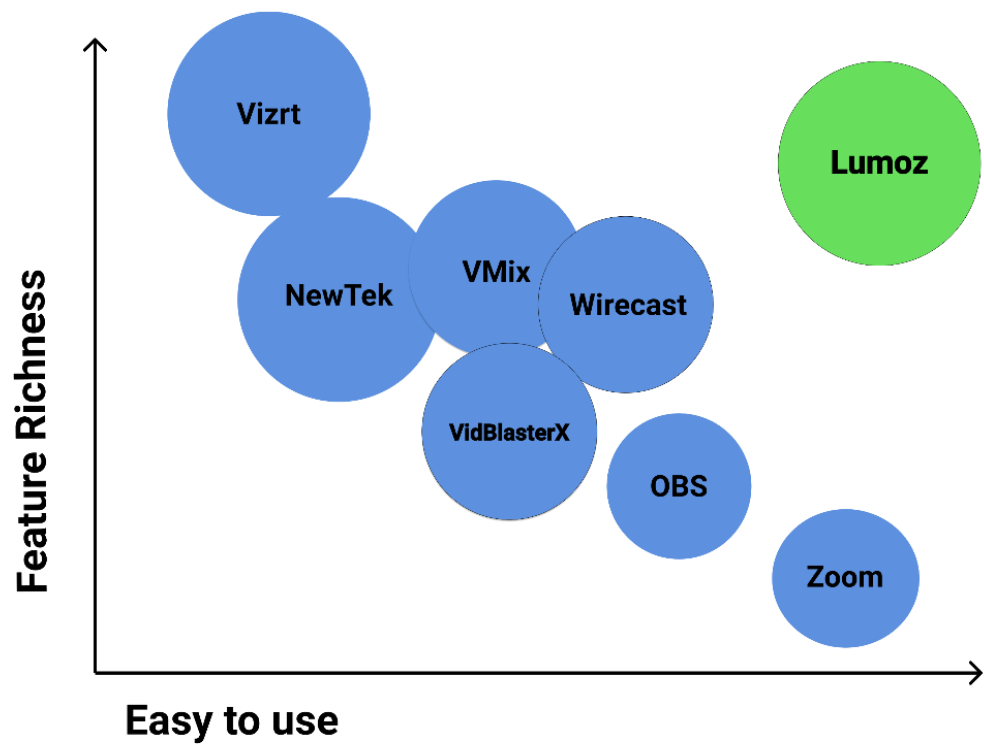 Vizrt
Lumoz
VMix
NewTek
Wirecast
VidBlasterX
OBS
Zoom
Feature Richness
Easy to use